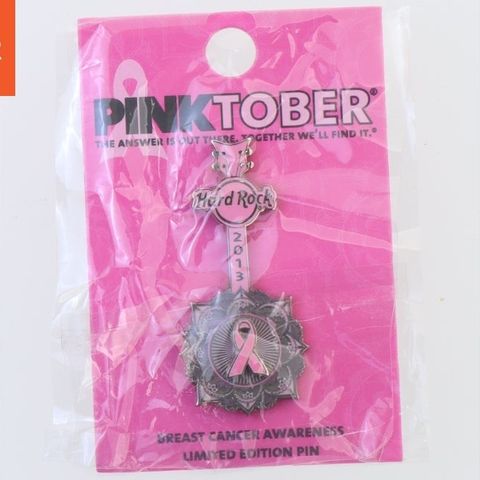 PINKTOBER®
THE ANSWER IS OUT THERE. TOGETHER WE'LL FIND IT.®
Hard Rock
2013
BREAST CANCER AWARENESS
LIMITED EDITION PIN